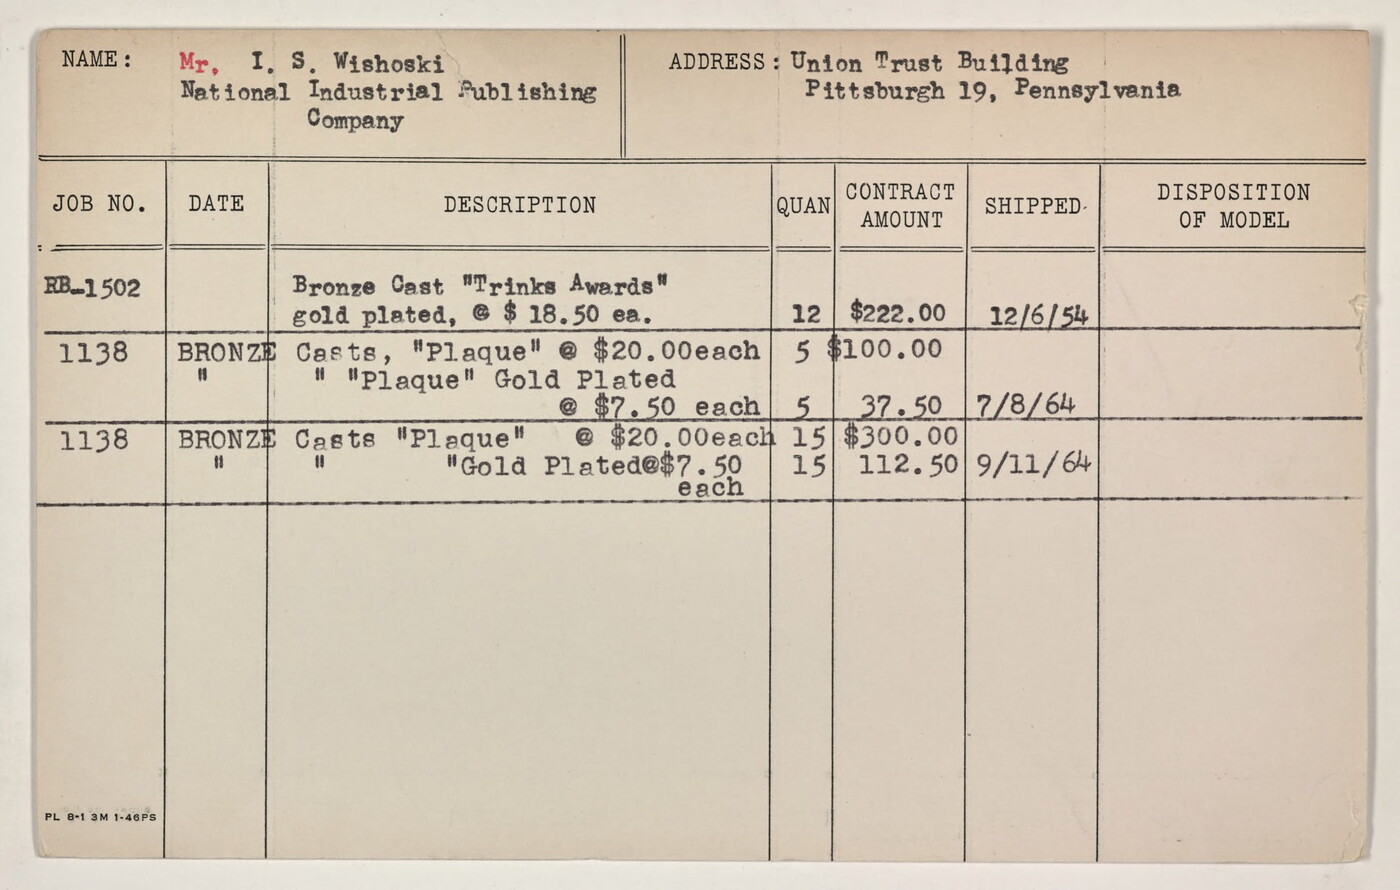 NAME: Mr. I. S. Wishoski
National Industrial Publishing
Company
ADDRESS: Union Trust Building
Pittsburgh 19, Pennsylvania
JOB NO. DATE DESCRIPTION QUAN CONTRACT AMOUNT SHIPPED DISPOSITION OF MODEL
RB-1502 Bronze Cast "Trinks Awards"
gold plated, @ $ 18.50 ea. 12 $222.00 12/6/54
1138 BRONZE Casts, "Plaque" @ $20.00each 5 $100.00
" " "Plaque" Gold Plated
@ $7.50 each 5 37.50 7/8/64
1138 BRONZE Casts "Plaque" @ $20.00each 15 $300.00
" " "Gold Plated@$7.50 15 112.50 9/11/64
each
PL 8-1 3M 1-46PS